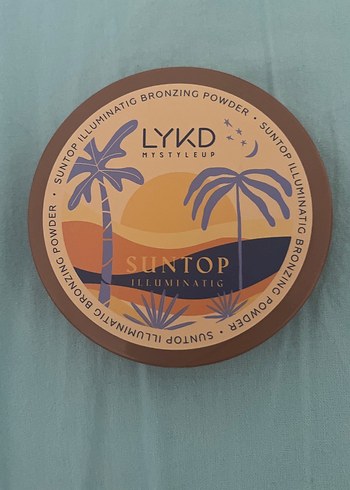 SUNTOP ILLUMINATIG BRONZING POWDER • SUNTOP ILLUMINATIG BRONZING POWDER • SUNTOP ILLUMINATIG BRONZING POWDER •
LYKD
MYSTYLEUP
SUNTOP
ILLUMINATIG